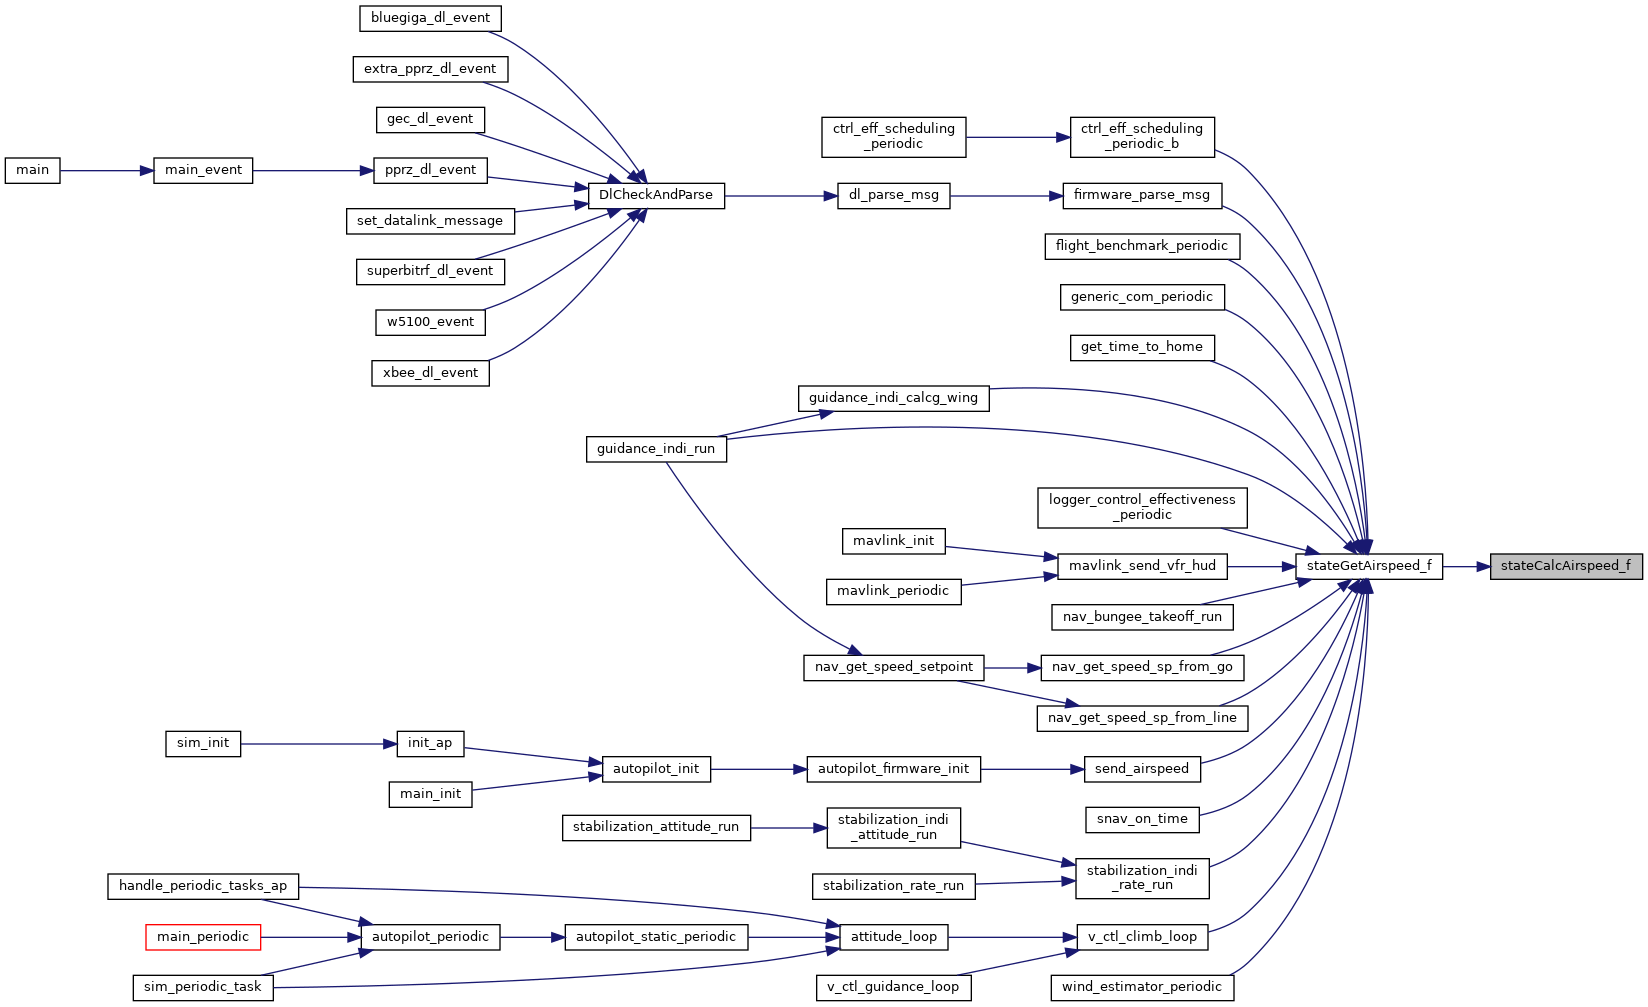 bluegiga_dl_event
extra_pprz_dl_event
gec_dl_event
main
main_event
pprz_dl_event
set_datalink_message
superbitrf_dl_event
w5100_event
xbee_dl_event
DlCheckAndParse
ctrl_eff_scheduling
_periodic
dl_parse_msg
ctrl_eff_scheduling
_periodic_b
firmware_parse_msg
flight_benchmark_periodic
generic_com_periodic
get_time_to_home
guidance_indi_calcg_wing
guidance_indi_run
logger_control_effectiveness
_periodic
mavlink_init
mavlink_send_vfr_hud
mavlink_periodic
stateGetAirspeed_f
stateCalcAirspeed_f
nav_bungee_takeoff_run
nav_get_speed_setpoint
nav_get_speed_sp_from_go
nav_get_speed_sp_from_line
sim_init
init_ap
main_init
autopilot_init
autopilot_firmware_init
send_airspeed
snav_on_time
stabilization_attitude_run
stabilization_indi
_attitude_run
stabilization_rate_run
stabilization_indi
_rate_run
handle_periodic_tasks_ap
main_periodic
sim_periodic_task
autopilot_periodic
autopilot_static_periodic
attitude_loop
v_ctl_climb_loop
v_ctl_guidance_loop
wind_estimator_periodic